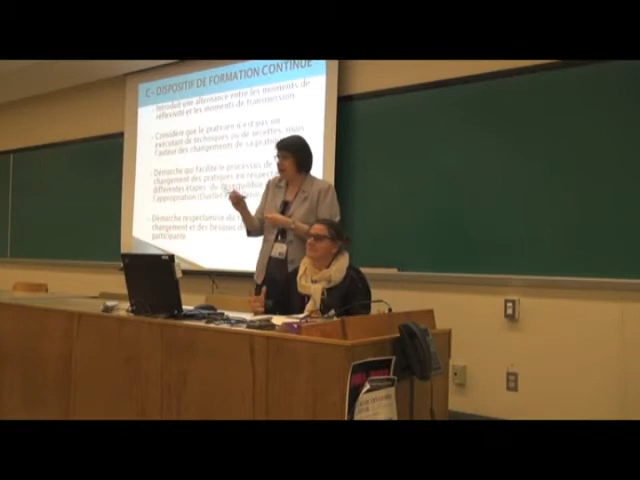 C - DISPOSITIF DE FORMATION CONTINUE
Introduit une alternance entre les moments de
réflexivité et les moments de transmission.
Considère que le praticien n'est pas un
exécutant de techniques ou de recettes, mais
l'auteur des changements de sa pratique
Démarche qui facilite le processus de
changement des pratiques en respectant
différentes étapes du
l'appropriation (Ouellet
Démarche respectueuse du
changement et des besoins
participants